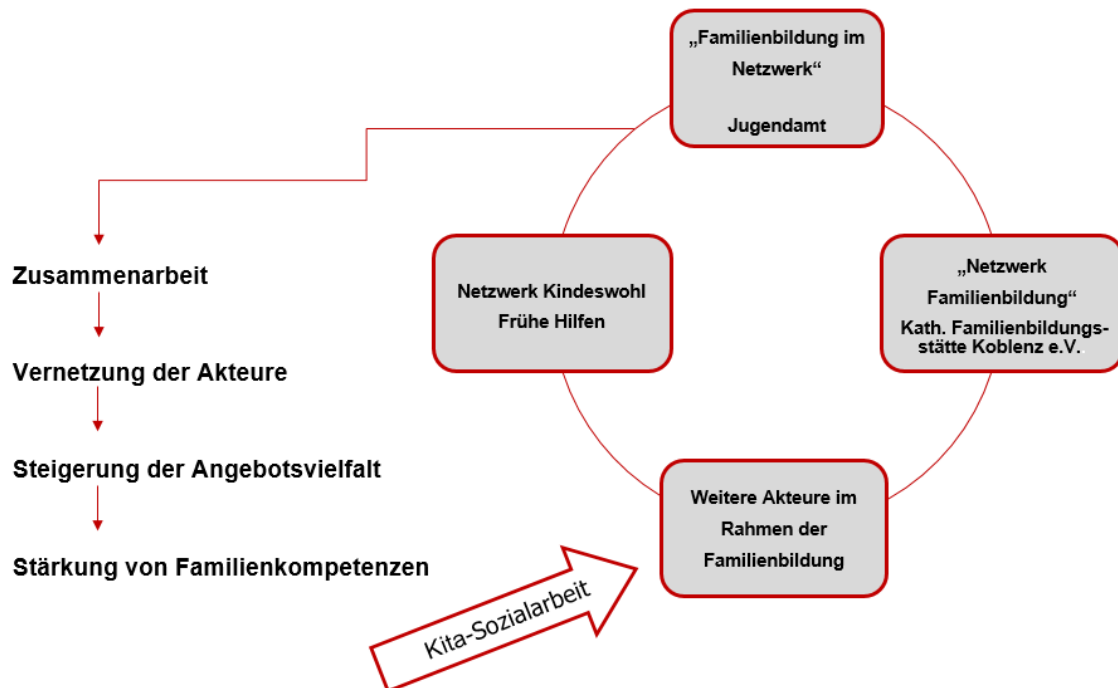 „Familienbildung im
Netzwerk“
Jugendamt
Zusammenarbeit
Vernetzung der Akteure
Steigerung der Angebotsvielfalt
Stärkung von Familienkompetenzen
Netzwerk Kindeswohl
Frühe Hilfen
„Netzwerk
Familienbildung“
Kath. Familienbildungs-
stätte Koblenz e.V.
Weitere Akteure im
Rahmen der
Familienbildung
Kita-Sozialarbeit